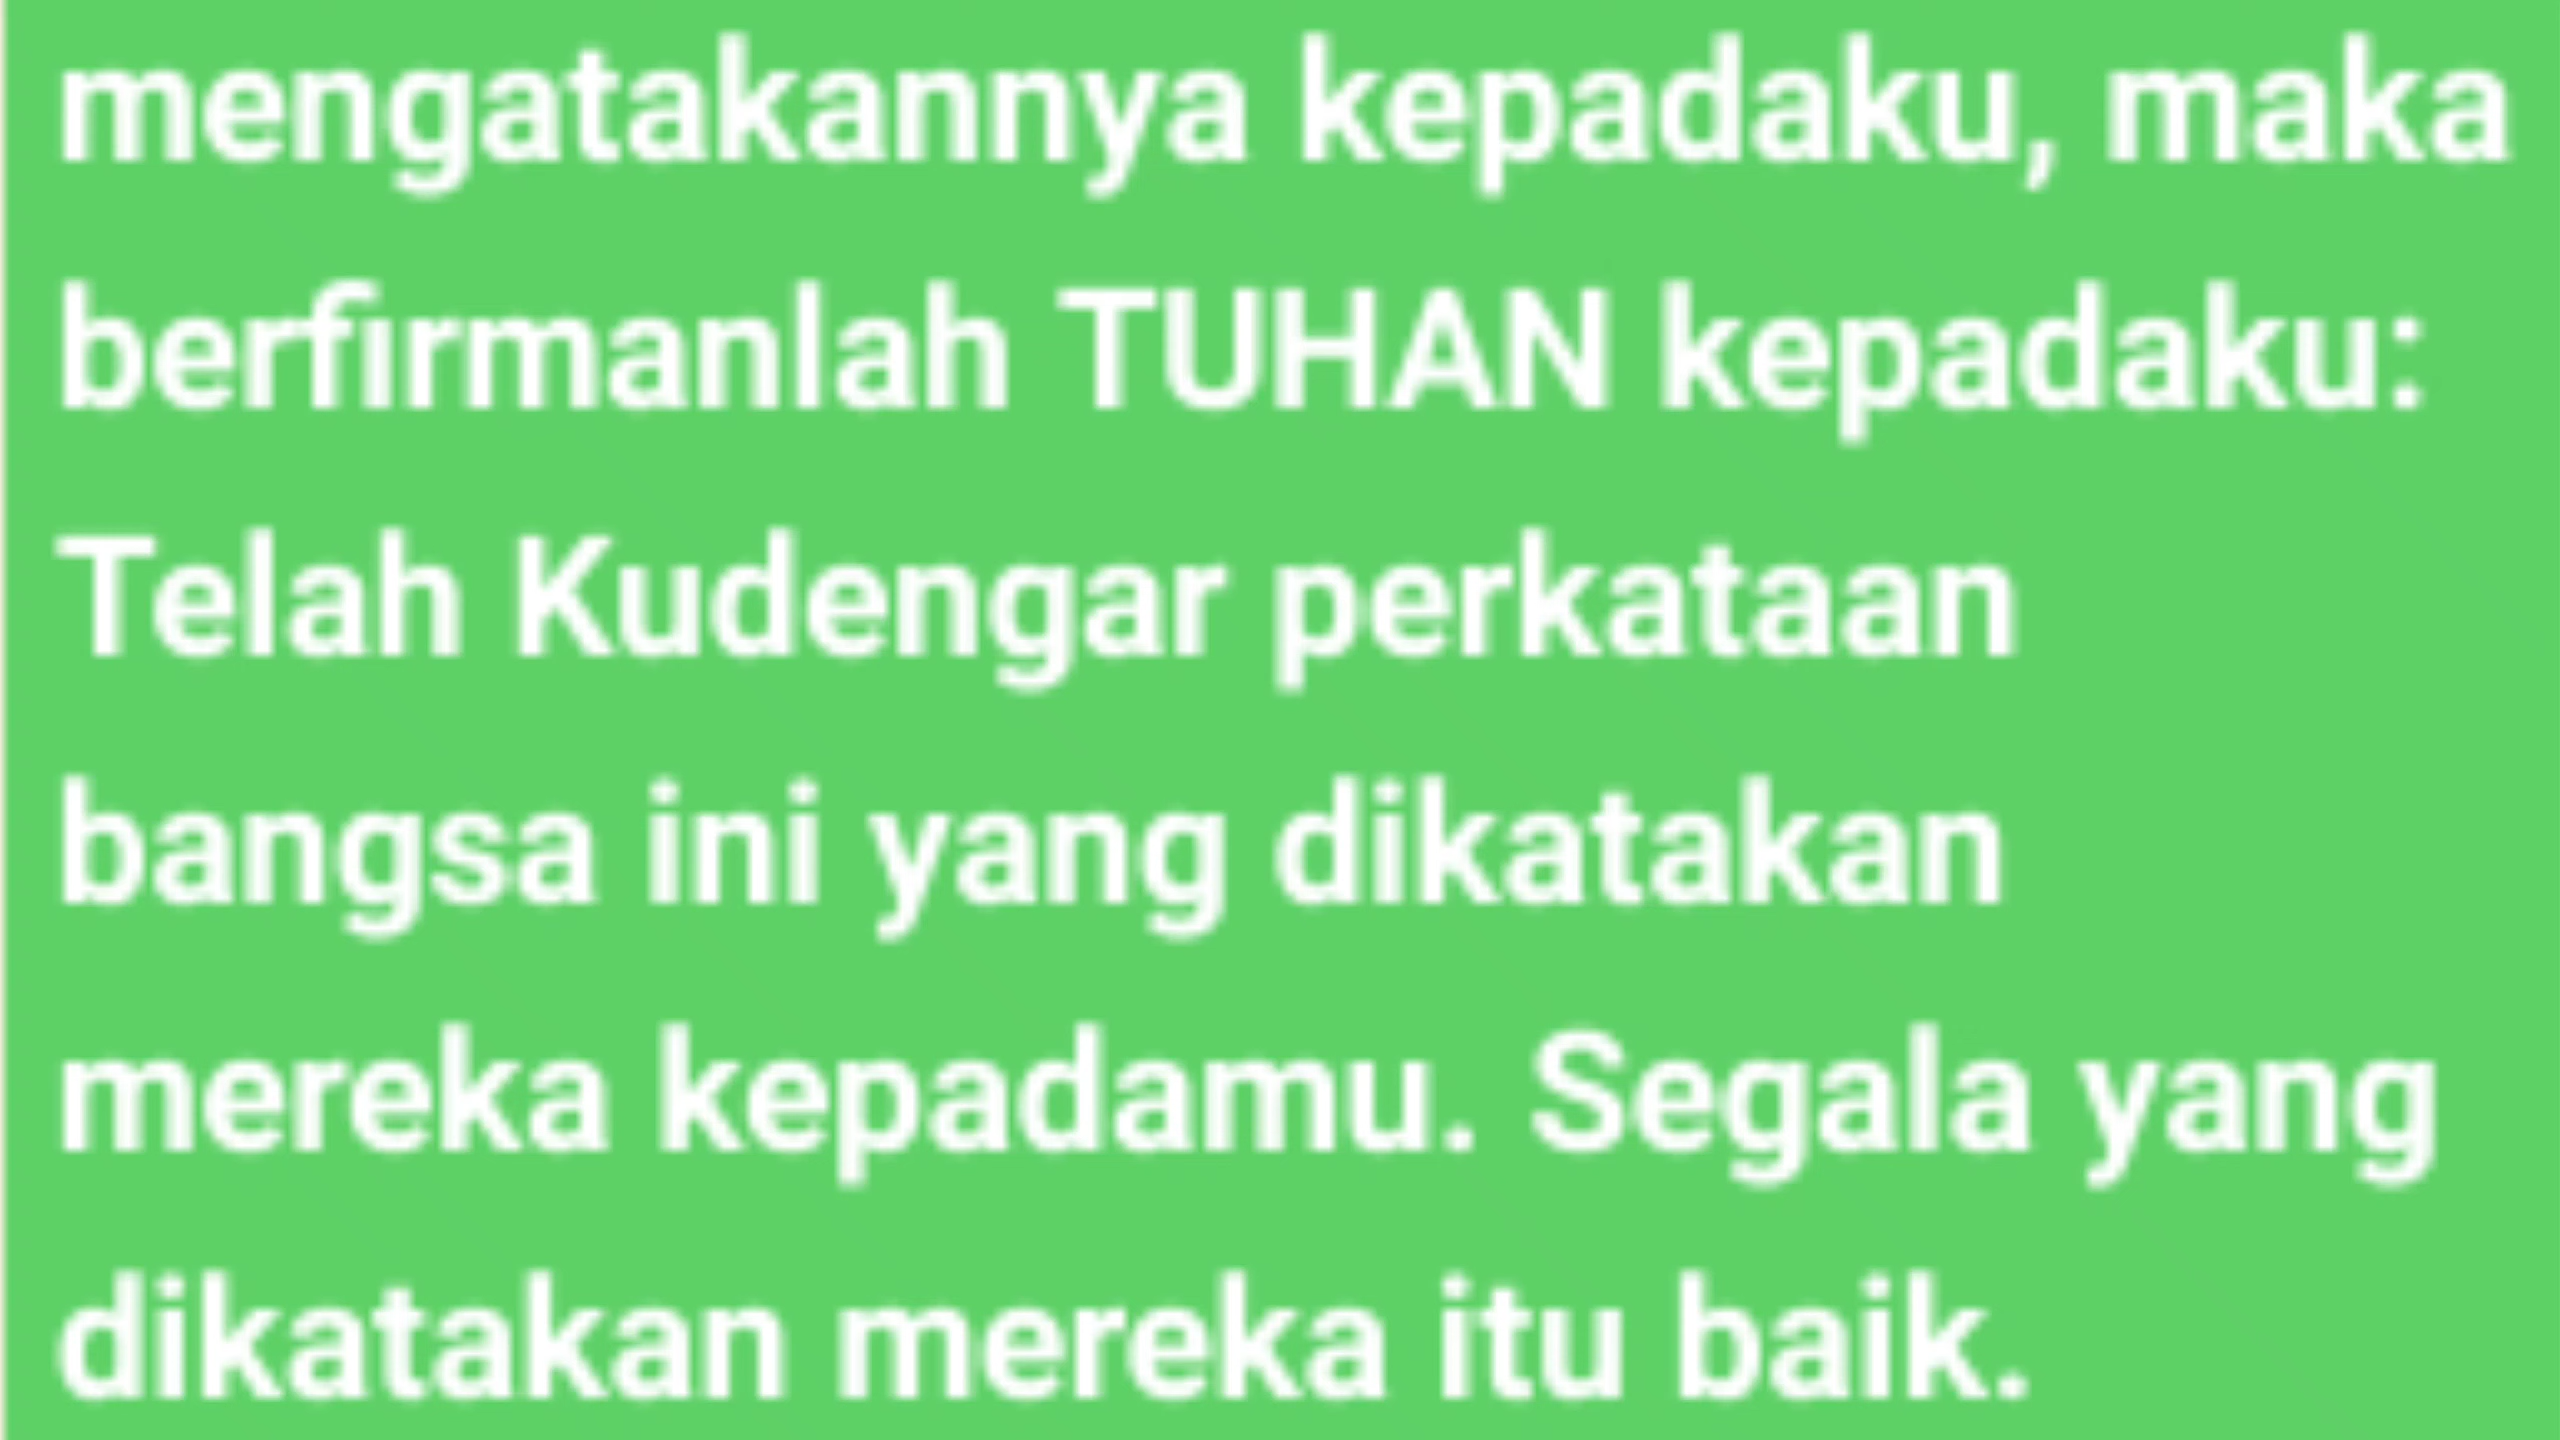 mengatakannya kepadaku, maka
berfirmanlah TUHAN kepadaku:
Telah Kudengar perkataan
bangsa ini yang dikatakan
mereka kepadamu. Segala yang
dikatakan mereka itu baik.